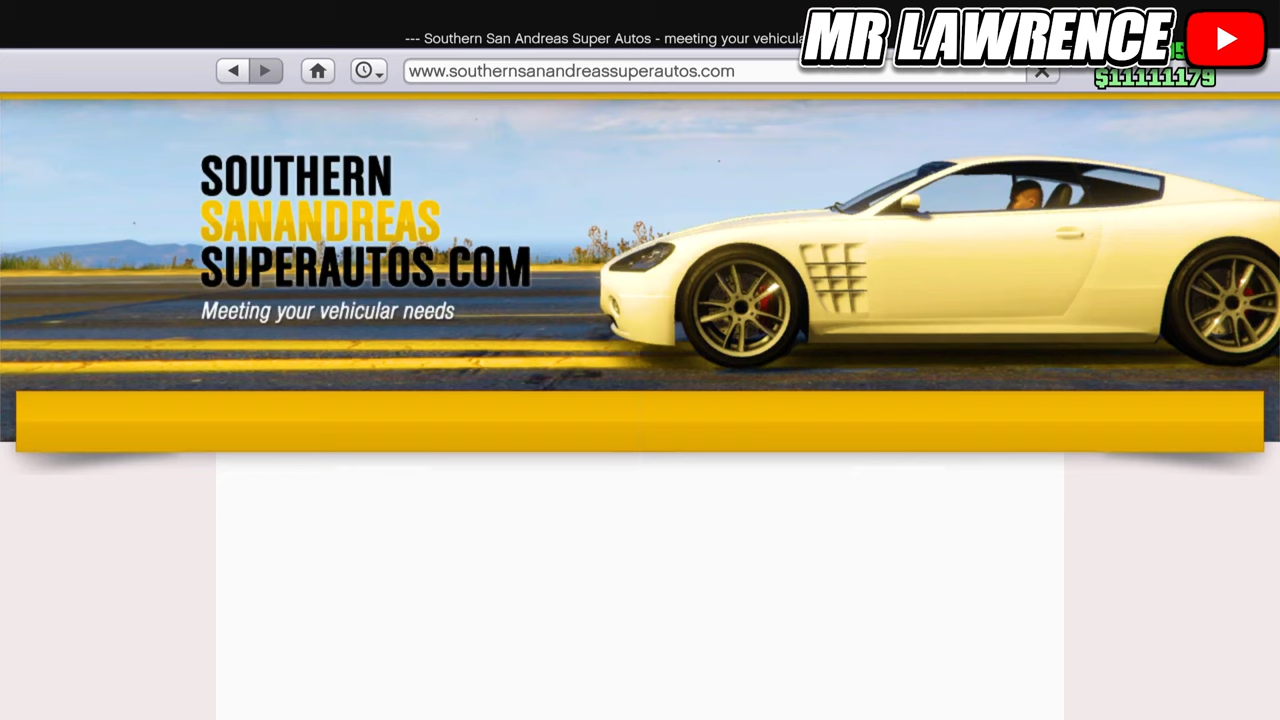 --- Southern San Andreas Super Autos - meeting your
MR LAWRENCE
www.southernsanandreassuperautos.com
$11111179
SOUTHERN
SANANDREAS
SUPERAUTOS.COM
Meeting your vehicular needs